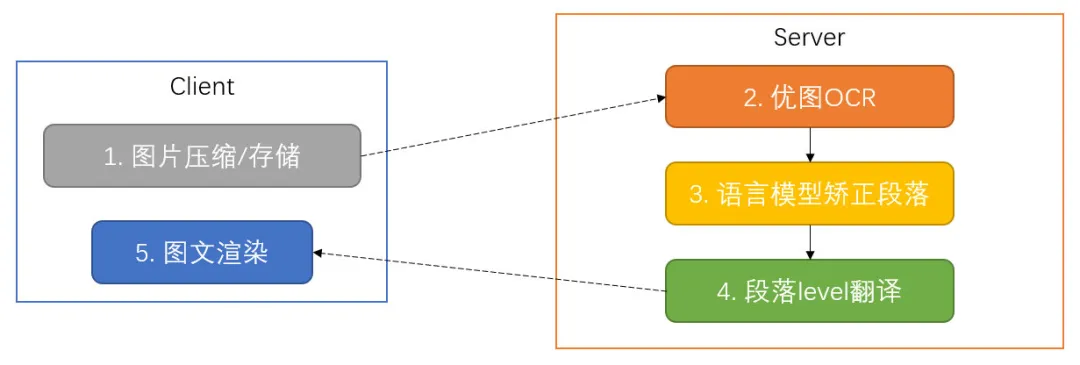 Client
1. 图片压缩/存储
5. 图文渲染
Server
2. 优图OCR
3. 语言模型矫正段落
4. 段落level翻译